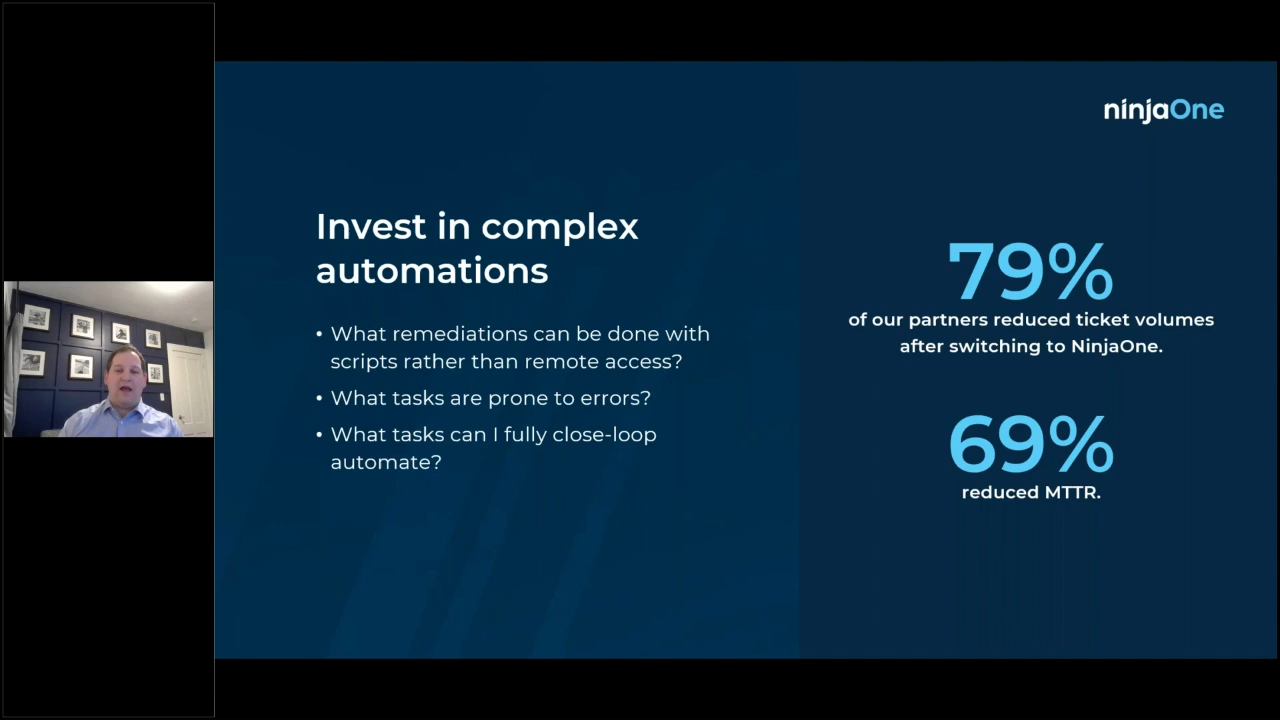 ninjaOne
Invest in complex
automations
• What remediations can be done with
scripts rather than remote access?
• What tasks are prone to errors?
• What tasks can I fully close-loop
automate?
79%
of our partners reduced ticket volumes
after switching to NinjaOne.
69%
reduced MTTR.